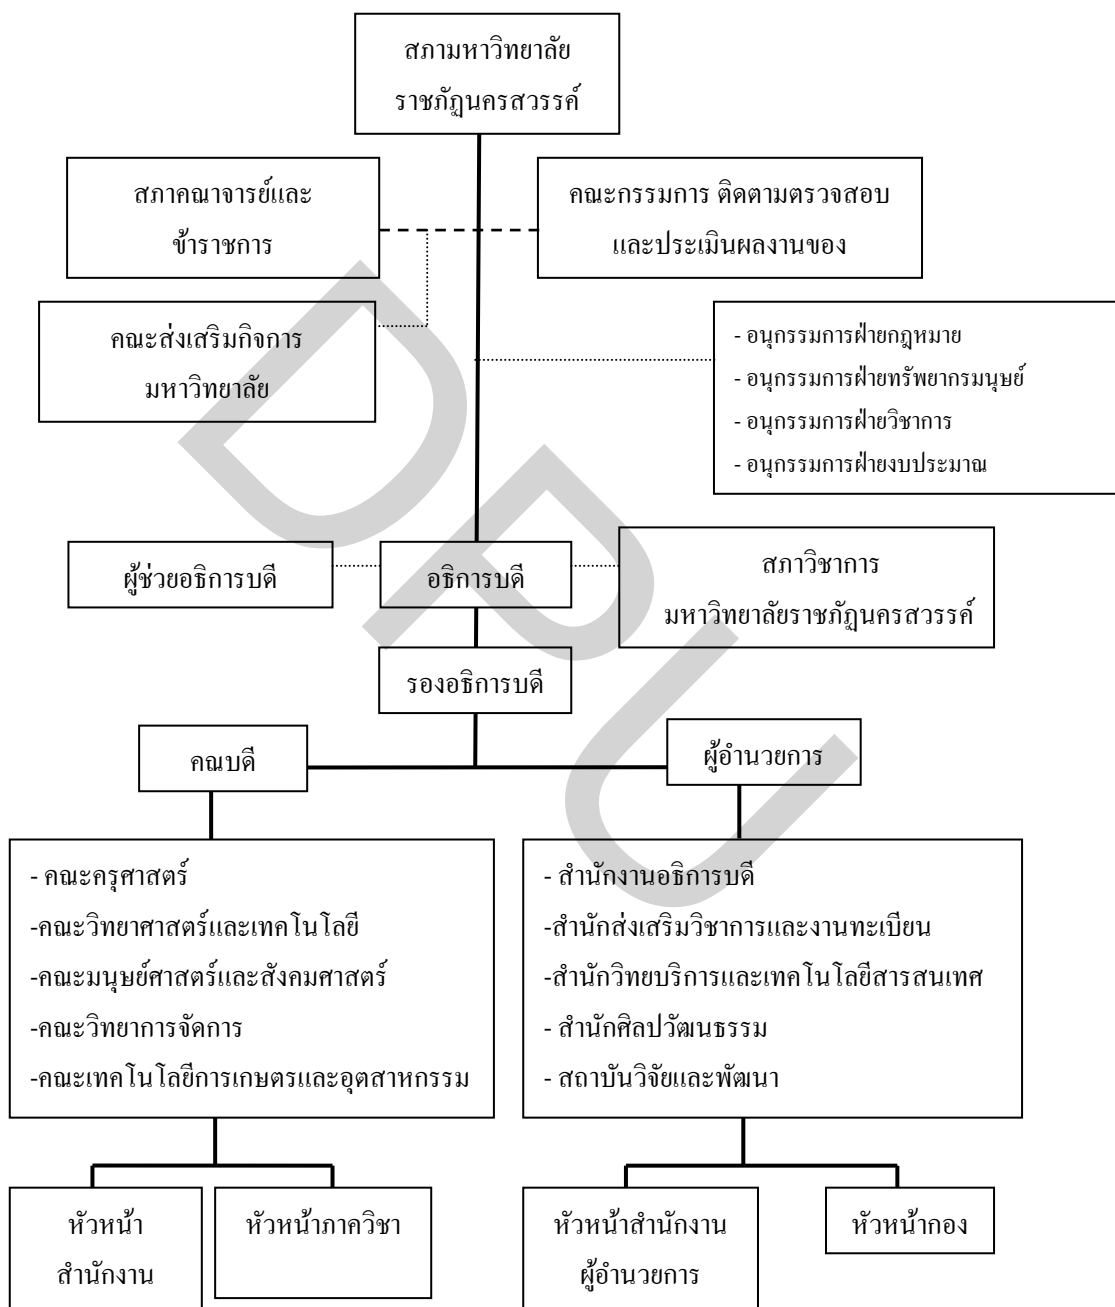 สภามหาวิทยาลัย
ราชภัฏนครสวรรค์
สภาคณาจารย์และ
ข้าราชการ
คณะกรรมการ ติดตามตรวจสอบ
และประเมินผลงานของ
คณะส่งเสริมกิจการ
มหาวิทยาลัย
- อนุกรรมการฝ่ายกฎหมาย
- อนุกรรมการฝ่ายทรัพยากรมนุษย์
- อนุกรรมการฝ่ายวิชาการ
- อนุกรรมการฝ่ายงบประมาณ
ผู้ช่วยอธิการบดี
อธิการบดี
สภาวิชาการ
มหาวิทยาลัยราชภัฏนครสวรรค์
รองอธิการบดี
คณบดี
ผู้อำนวยการ
- คณะครุศาสตร์
-คณะวิทยาศาสตร์และเทคโนโลยี
-คณะมนุษย์ศาสตร์และสังคมศาสตร์
-คณะวิทยาการจัดการ
-คณะเทคโนโลยีการเกษตรและอุตสาหกรรม
- สำนักงานอธิการบดี
-สำนักส่งเสริมวิชาการและงานทะเบียน
-สำนักวิทยบริการและเทคโนโลยีสารสนเทศ
- สำนักศิลปวัฒนธรรม
- สถาบันวิจัยและพัฒนา
หัวหน้า
สำนักงาน
หัวหน้าภาควิชา
หัวหน้าสำนักงาน
ผู้อำนวยการ
หัวหน้ากอง
DPU